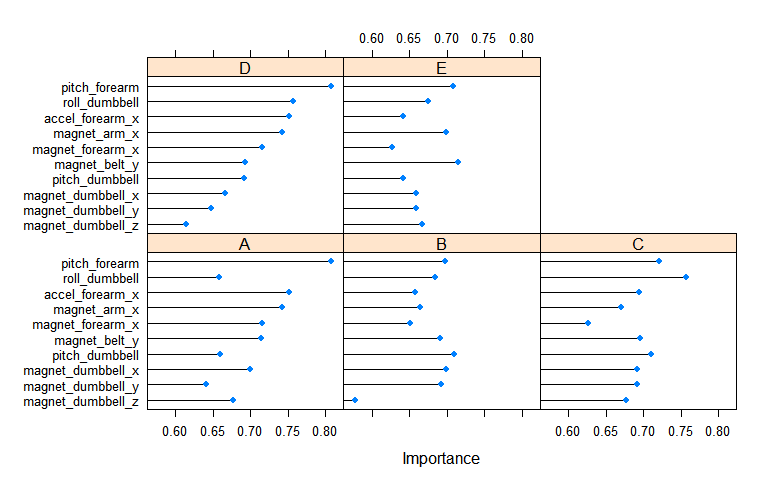 0.60 0.65 0.70 0.75 0.80
D E
pitch_forearm
roll_dumbbell
accel_forearm_x
magnet_arm_x
magnet_forearm_x
magnet_belt_y
pitch_dumbbell
magnet_dumbbell_x
magnet_dumbbell_y
magnet_dumbbell_z
A B C
pitch_forearm
roll_dumbbell
accel_forearm_x
magnet_arm_x
magnet_forearm_x
magnet_belt_y
pitch_dumbbell
magnet_dumbbell_x
magnet_dumbbell_y
magnet_dumbbell_z
0.60 0.65 0.70 0.75 0.80 0.60 0.65 0.70 0.75 0.80
Importance